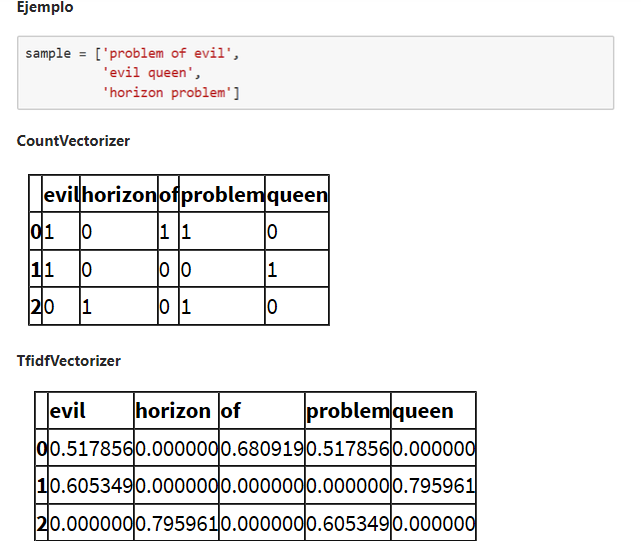 Ejemplo
sample = ['problem of evil',
'evil queen',
'horizon problem']
CountVectorizer
evil horizon of problem queen
0 1 0 1 1 0
1 1 0 0 0 1
2 0 1 0 1 0
TfidfVectorizer
evil horizon of problem queen
0 0.517856 0.000000 0.680919 0.517856 0.000000
1 0.605349 0.000000 0.000000 0.000000 0.795961
2 0.000000 0.795961 0.000000 0.605349 0.000000